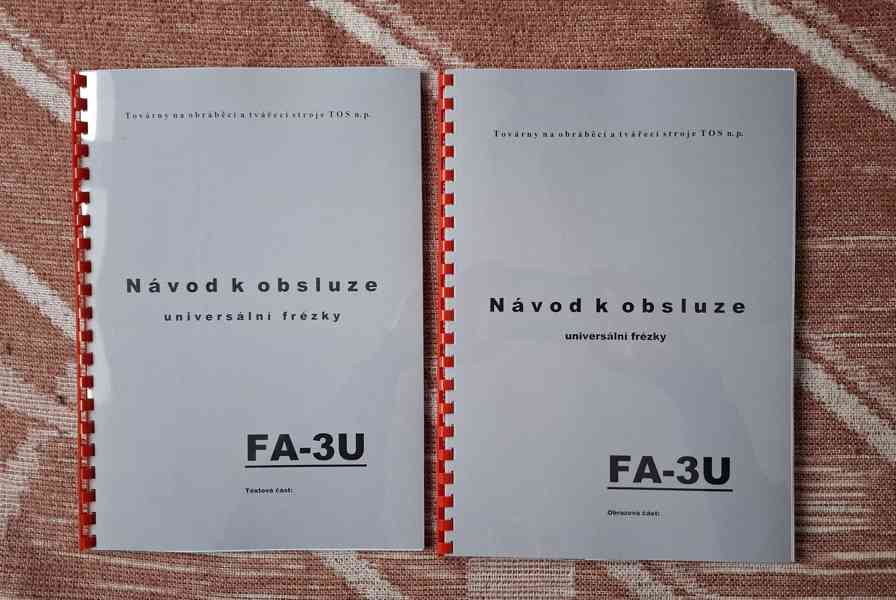 Továrny na obráběcí a tvářecí stroje TOS n.p.
Návod k obsluze
universální frézky
FA-3U
Textová část:
Továrny na obráběcí a tvářecí stroje TOS n.p.
Návod k obsluze
universální frézky
FA-3U
Obrazová část: